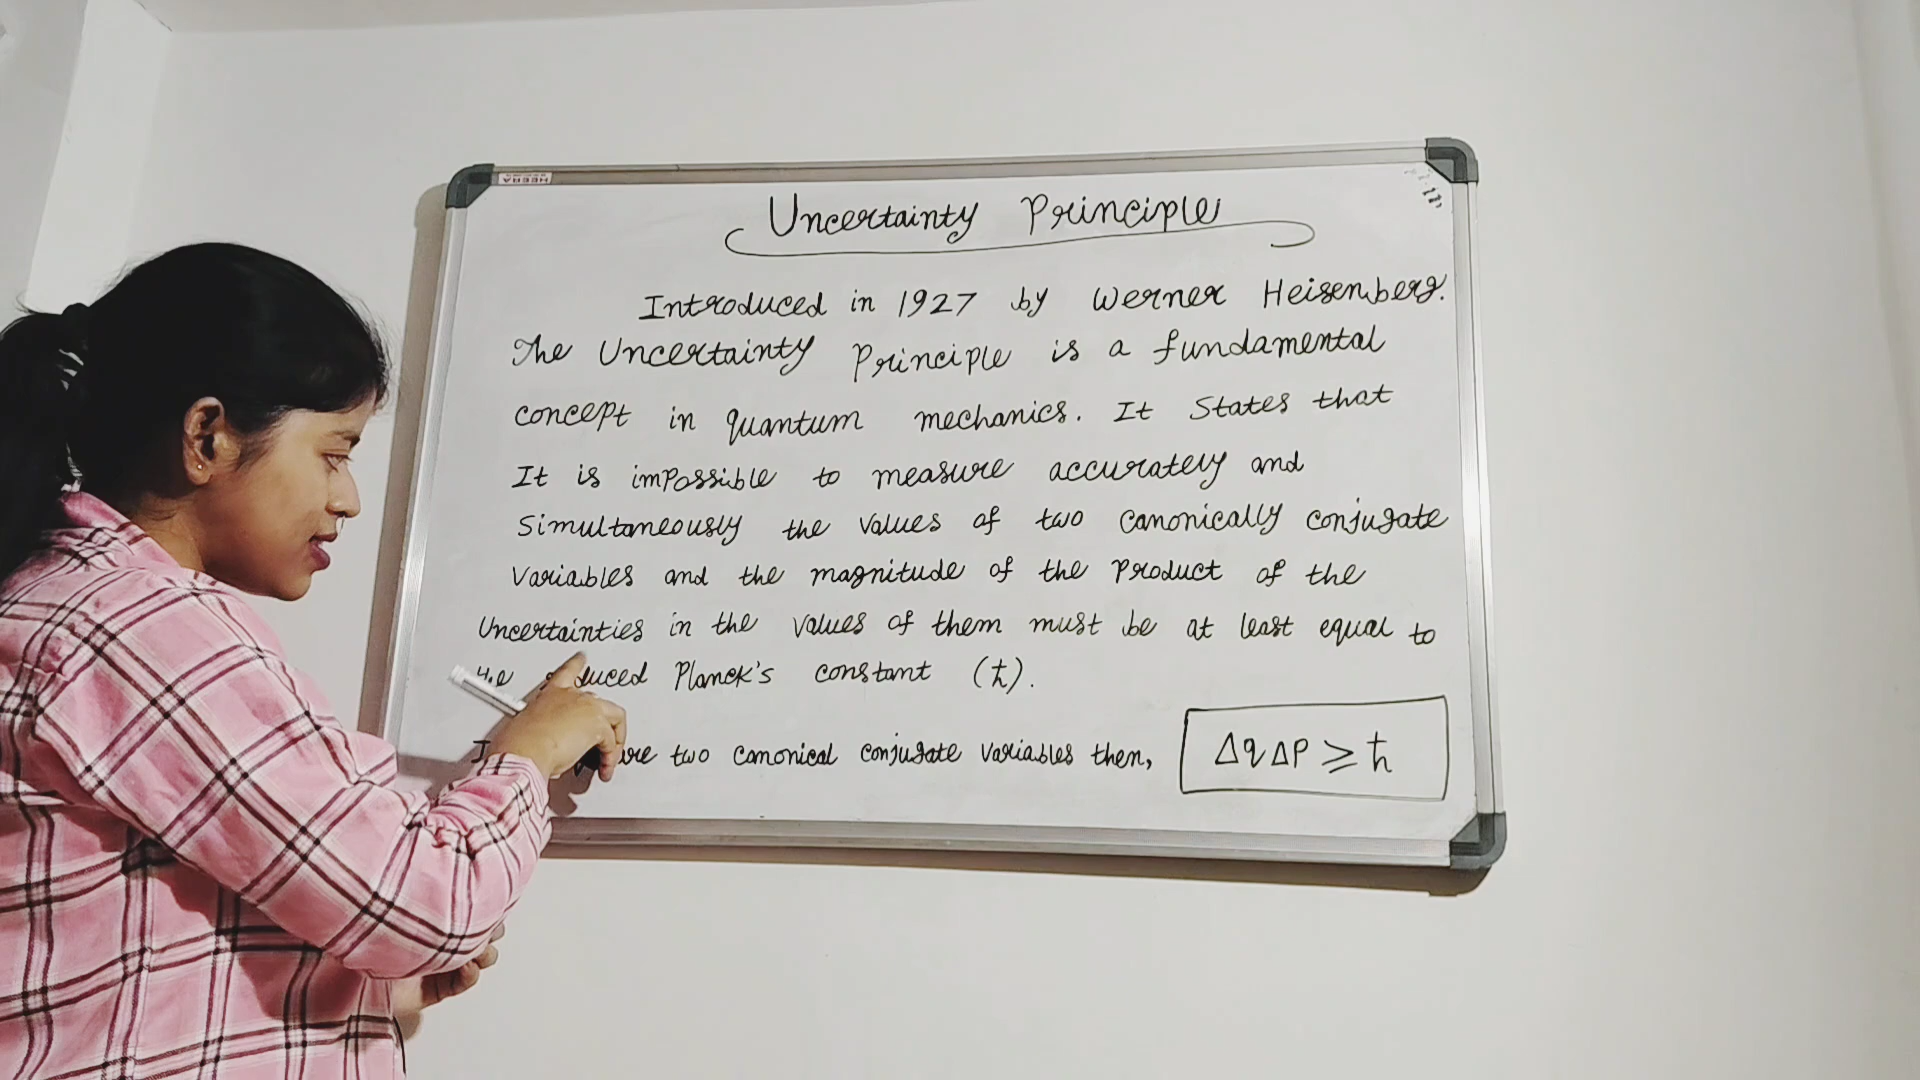 HEERA
Uncertainty Principle
Introduced in 1927 by Werner Heisenberg.
The Uncertainty Principle is a fundamental
concept in quantum mechanics. It States that
It is impossible to measure accurately and
Simultaneously the values of two canonically conjugate
Variables and the magnitude of the Product of the
Uncertainties in the values of them must be at least equal to
Planck's constant (ħ).
two canonical conjugate variables then,
Δq ΔP ≥ ħ